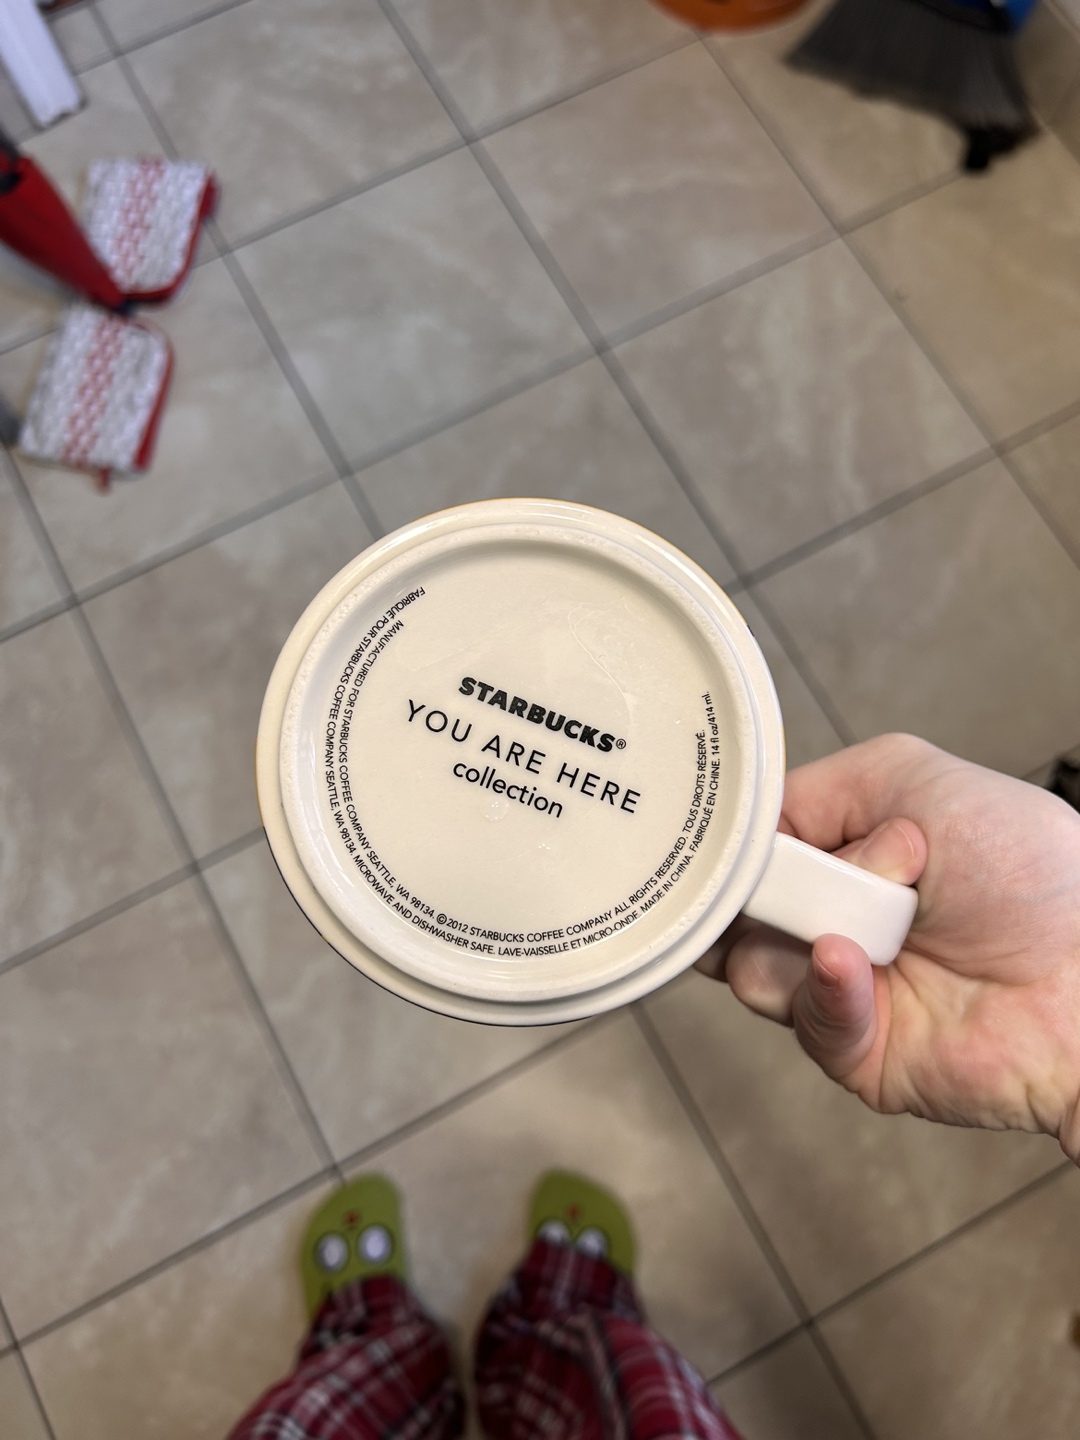 STARBUCKS®
YOU ARE HERE
collection
MANUFACTURED FOR STARBUCKS COFFEE COMPANY SEATTLE, WA 98134. ©2012 STARBUCKS COFFEE COMPANY ALL RIGHTS RESERVED. TOUS DROITS RÉSERVÉ.
FABRIQUÉ POUR STARBUCKS COFFEE COMPANY SEATTLE, WA 98134. MICROWAVE AND DISHWASHER SAFE. LAVE-VAISSELLE ET MICRO-ONDE. MADE IN CHINA. FABRIQUÉ EN CHINE. 14 fl oz/414 ml.